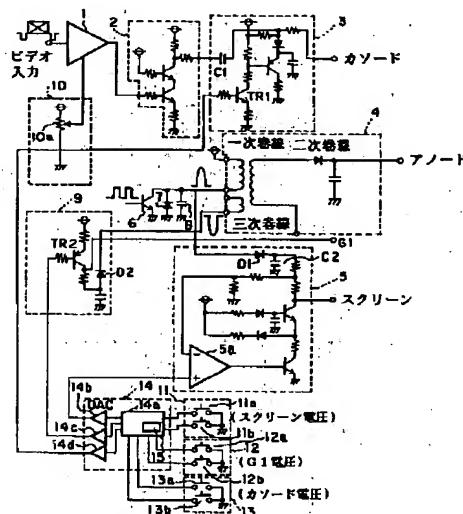 1
2
3
ビデオ
入力
C1
カソード
TR1
10
10a
4
一次巻線 二次巻線
アノード
三次巻線
7
8
6
9
TR2
D2
G1
D1
C2
5
スクリーン
5a
14b
14
DAC
14a
14c
14d
15
11
11a
(スクリーン電圧)
11b
12a
12
(G1電圧)
12b
13a
(カソード電圧)
13b
13